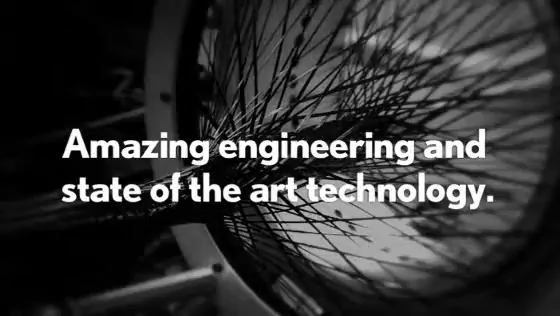 Amazing engineering and
state of the art technology.